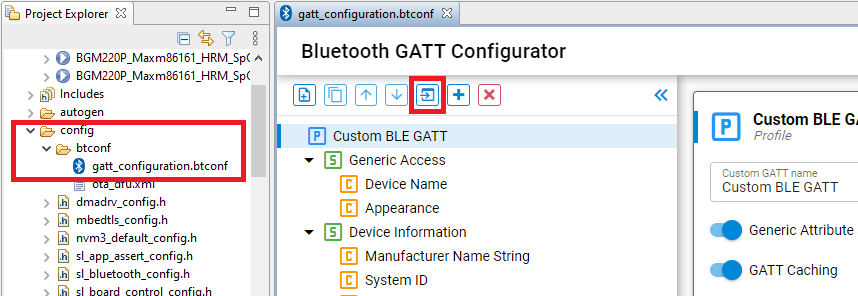 Project Explorer
BGM220P_Maxm86161_HRM_Sp
BGM220P_Maxm86161_HRM_Sp
Includes
autogen
config
btconf
gatt_configuration.btconf
ota_dfu.xml
dmadrv_config.h
mbedtls_config.h
nvm3_default_config.h
sl_app_assert_config.h
sl_bluetooth_config.h
sl_board_control_config.h
gatt_configuration.btconf
Bluetooth GATT Configurator
P Custom BLE GATT
S Generic Access
C Device Name
C Appearance
S Device Information
C Manufacturer Name String
C System ID
P
Custom BLE GA
Profile
Custom GATT name
Custom BLE GATT
Generic Attribute
GATT Caching